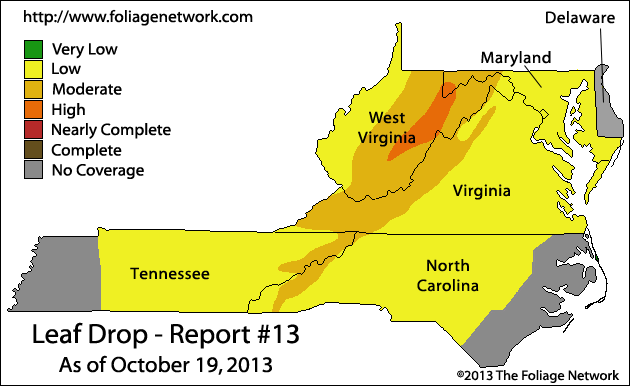 http://www.foliagenetwork.com
Delaware
Very Low
Low
Moderate
High
Nearly Complete
Complete
No Coverage
Maryland
West
Virginia
Virginia
Tennessee
North
Carolina
Leaf Drop - Report #13
As of October 19, 2013
©2013 The Foliage Network